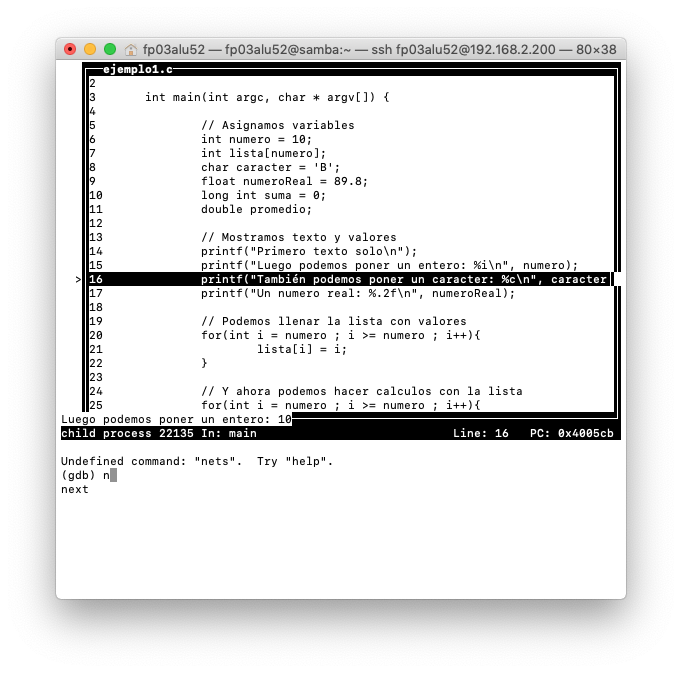 fp03alu52 — fp03alu52@samba:~ — ssh fp03alu52@192.168.2.200 — 80×38
ejemplo1.c
2
3 int main(int argc, char * argv[]) {
4
5 // Asignamos variables
6 int numero = 10;
7 int lista[numero];
8 char caracter = 'B';
9 float numeroReal = 89.8;
10 long int suma = 0;
11 double promedio;
12
13 // Mostramos texto y valores
14 printf("Primero texto solo\n");
15 printf("Luego podemos poner un entero: %i\n", numero);
> 16 printf("También podemos poner un caracter: %c\n", caracter
17 printf("Un numero real: %.2f\n", numeroReal);
18
19 // Podemos llenar la lista con valores
20 for(int i = numero ; i >= numero ; i++){
21 lista[i] = i;
22 }
23
24 // Y ahora podemos hacer calculos con la lista
25 for(int i = numero ; i >= numero ; i++){
Luego podemos poner un entero: 10
child process 22135 In: main Line: 16 PC: 0x4005cb
Undefined command: "nets". Try "help".
(gdb) n
next